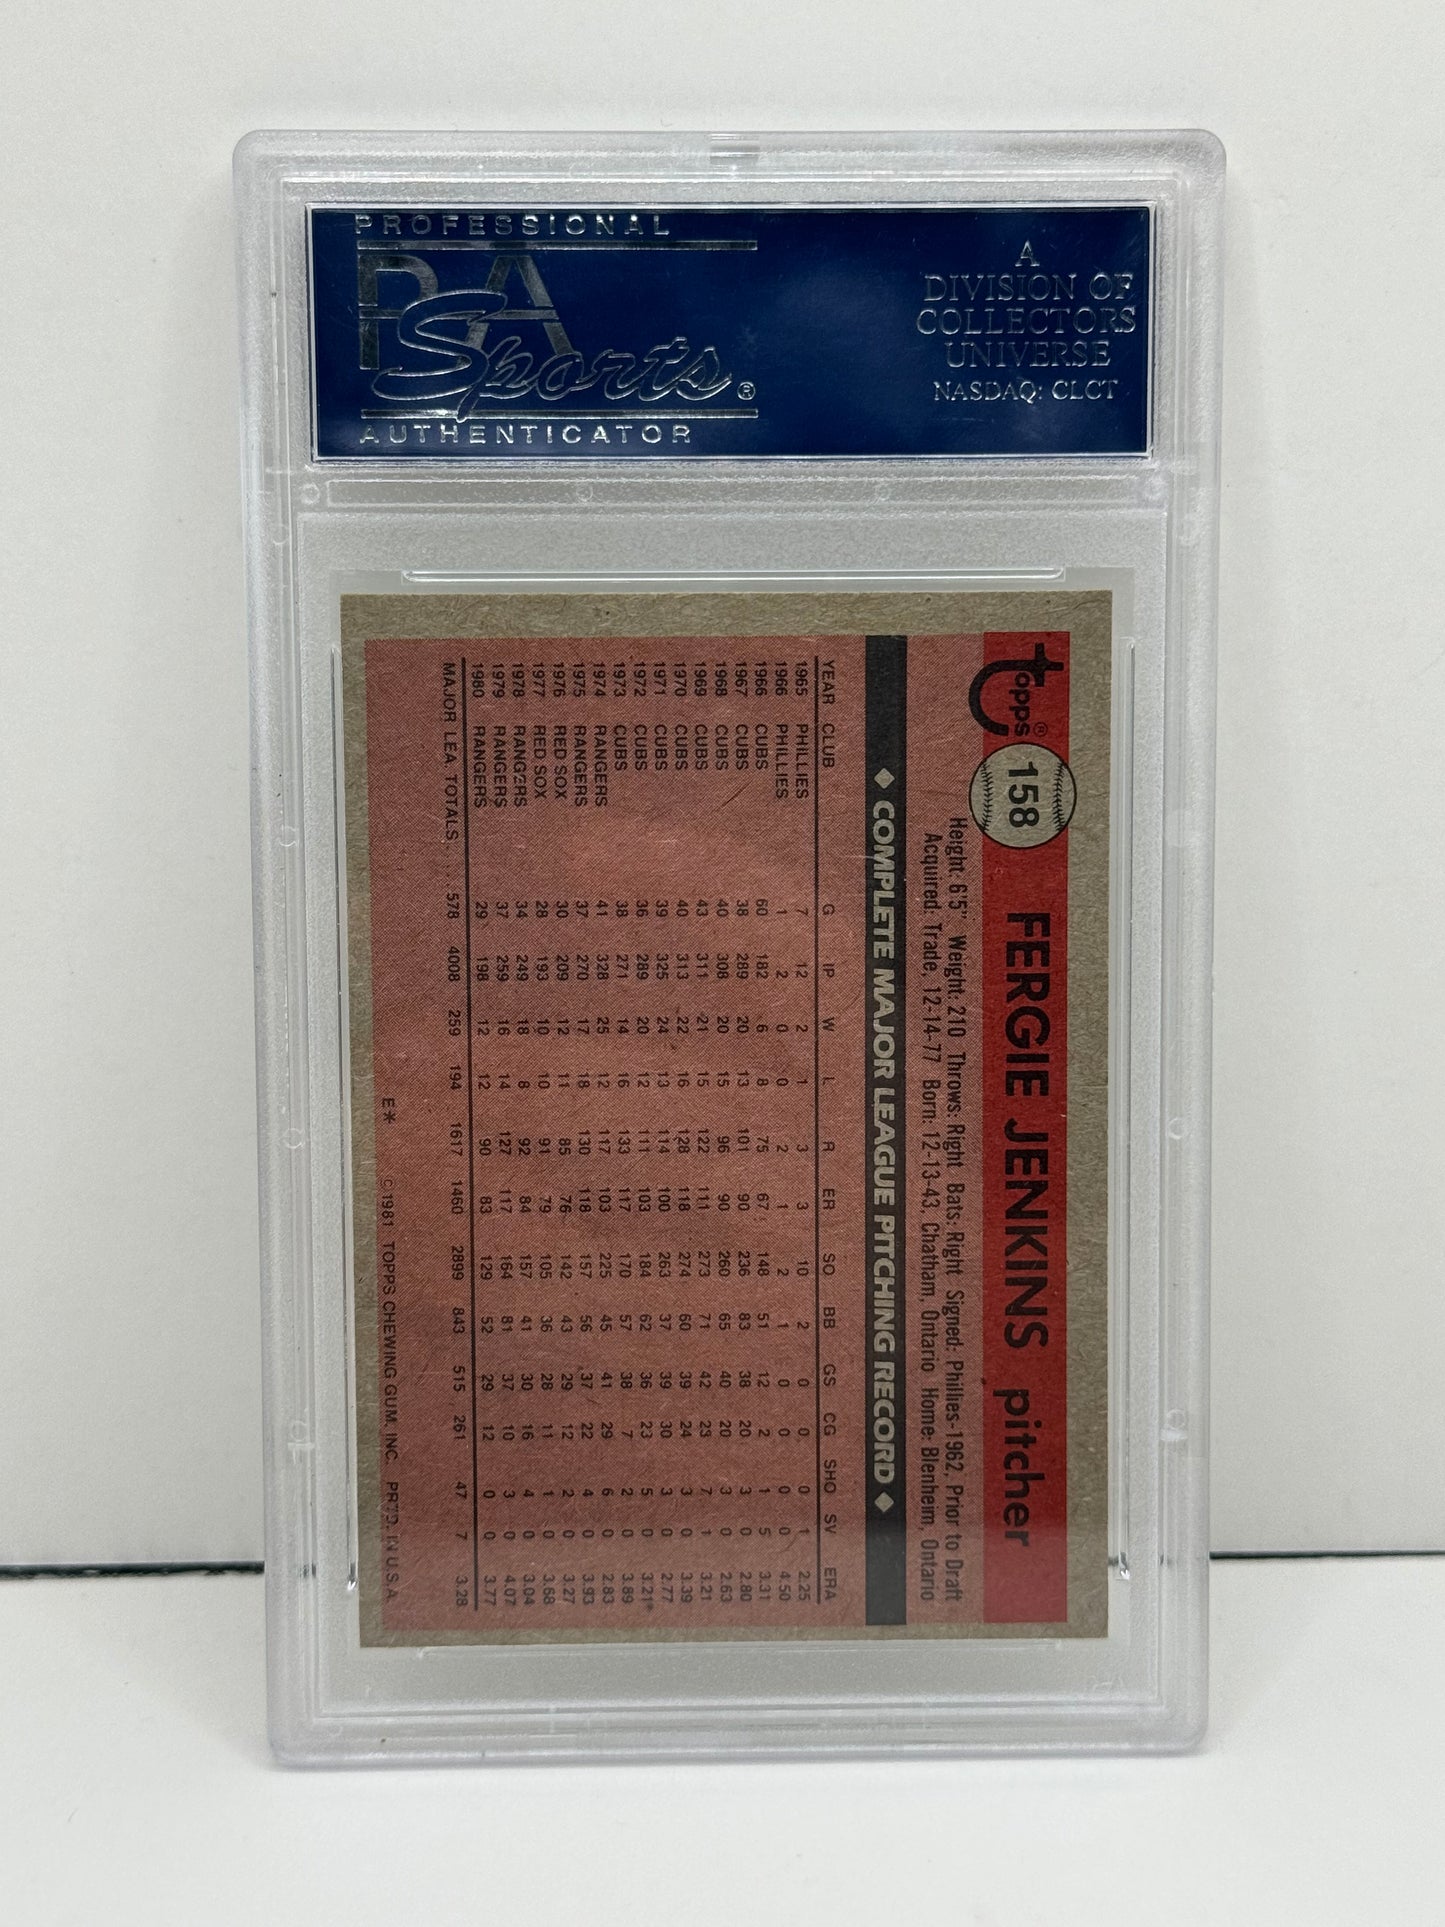 PROFESSIONAL
PSA
Sports®
AUTHENTICATOR
A
DIVISION OF
COLLECTORS
UNIVERSE
NASDAQ: CLCT
Topps® 158 FERGIE JENKINS pitcher
Height: 6'5" Weight: 210 Throws: Right Bats: Right Signed: Phillies-1962, Prior to Draft
Acquired: Trade, 12-14-77 Born: 12-13-43, Chatham, Ontario Home: Blenheim, Ontario
◆ COMPLETE MAJOR LEAGUE PITCHING RECORD ◆
YEAR CLUB G IP W L R ER SO BB GS CG SHO SV ERA
1965 PHILLIES 7 12 2 1 3 3 10 2 0 0 0 1 2.25
1966 PHILLIES 1 2 0 0 2 1 2 1 0 0 0 0 4.50
1966 CUBS 60 182 6 8 75 67 148 51 12 2 1 5 3.31
1967 CUBS 38 289 20 13 101 90 236 83 38 20 3 0 2.80
1968 CUBS 40 308 20 15 96 90 260 65 40 20 3 0 2.63
1969 CUBS 43 311 21 15 122 111 273 71 42 23 7 1 3.21
1970 CUBS 40 313 22 16 128 118 274 60 39 24 3 0 3.39
1971 CUBS 39 325 24 13 114 100 263 37 39 30 3 0 2.77
1972 CUBS 36 289 20 12 111 103 184 62 36 23 5 0 3.21*
1973 CUBS 38 271 14 16 133 117 170 57 38 7 2 0 3.89
1974 RANGERS 41 328 25 12 117 103 225 45 41 29 6 0 2.83
1975 RANGERS 37 270 17 18 130 118 157 56 37 22 4 0 3.93
1976 RED SOX 30 209 12 11 85 76 142 43 29 12 2 0 3.27
1977 RED SOX 28 193 10 10 91 79 105 36 28 11 1 0 3.68
1978 RANGERS 34 249 18 8 92 84 157 41 30 16 4 0 3.04
1979 RANGERS 37 259 16 14 127 117 164 81 37 10 3 0 4.07
1980 RANGERS 29 198 12 12 90 83 129 52 29 12 0 0 3.77
MAJOR LEA. TOTALS.....578 4008 259 194 1617 1460 2899 843 515 261 47 7 3.28
E* ©1981 TOPPS CHEWING GUM, INC. PRTD. IN U.S.A.